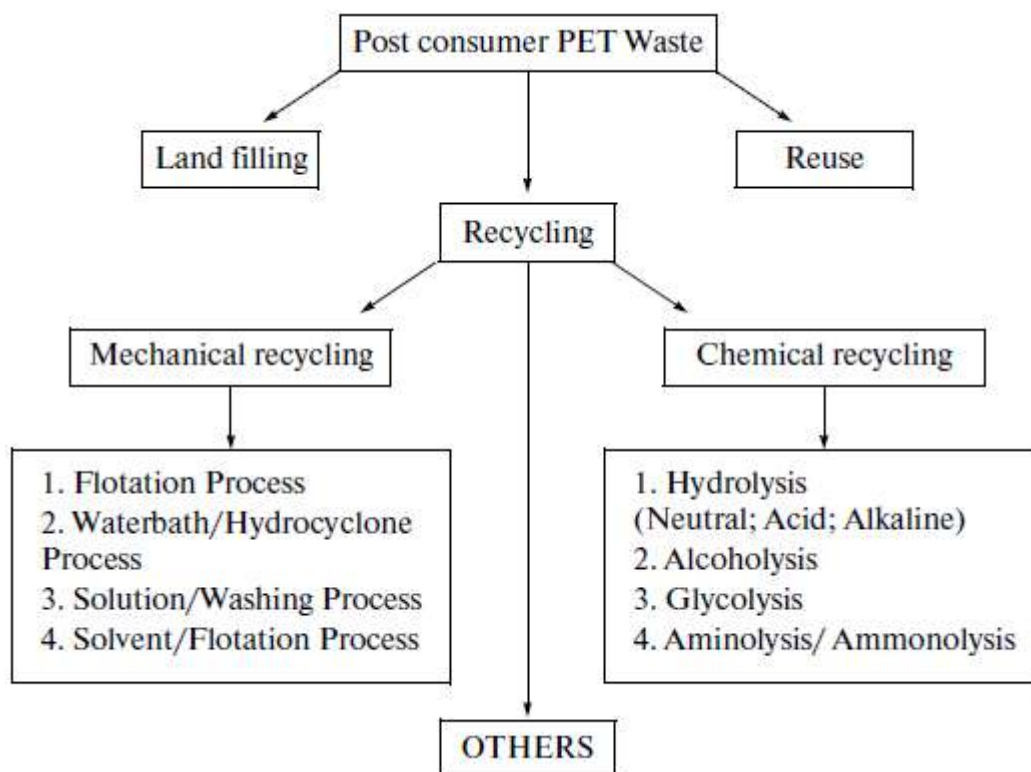 Post consumer PET Waste
Land filling
Reuse
Recycling
Mechanical recycling
Chemical recycling
1. Flotation Process
2. Waterbath/Hydrocyclone
Process
3. Solution/Washing Process
4. Solvent/Flotation Process
1. Hydrolysis
(Neutral; Acid; Alkaline)
2. Alcoholysis
3. Glycolysis
4. Aminolysis/ Ammonolysis
OTHERS